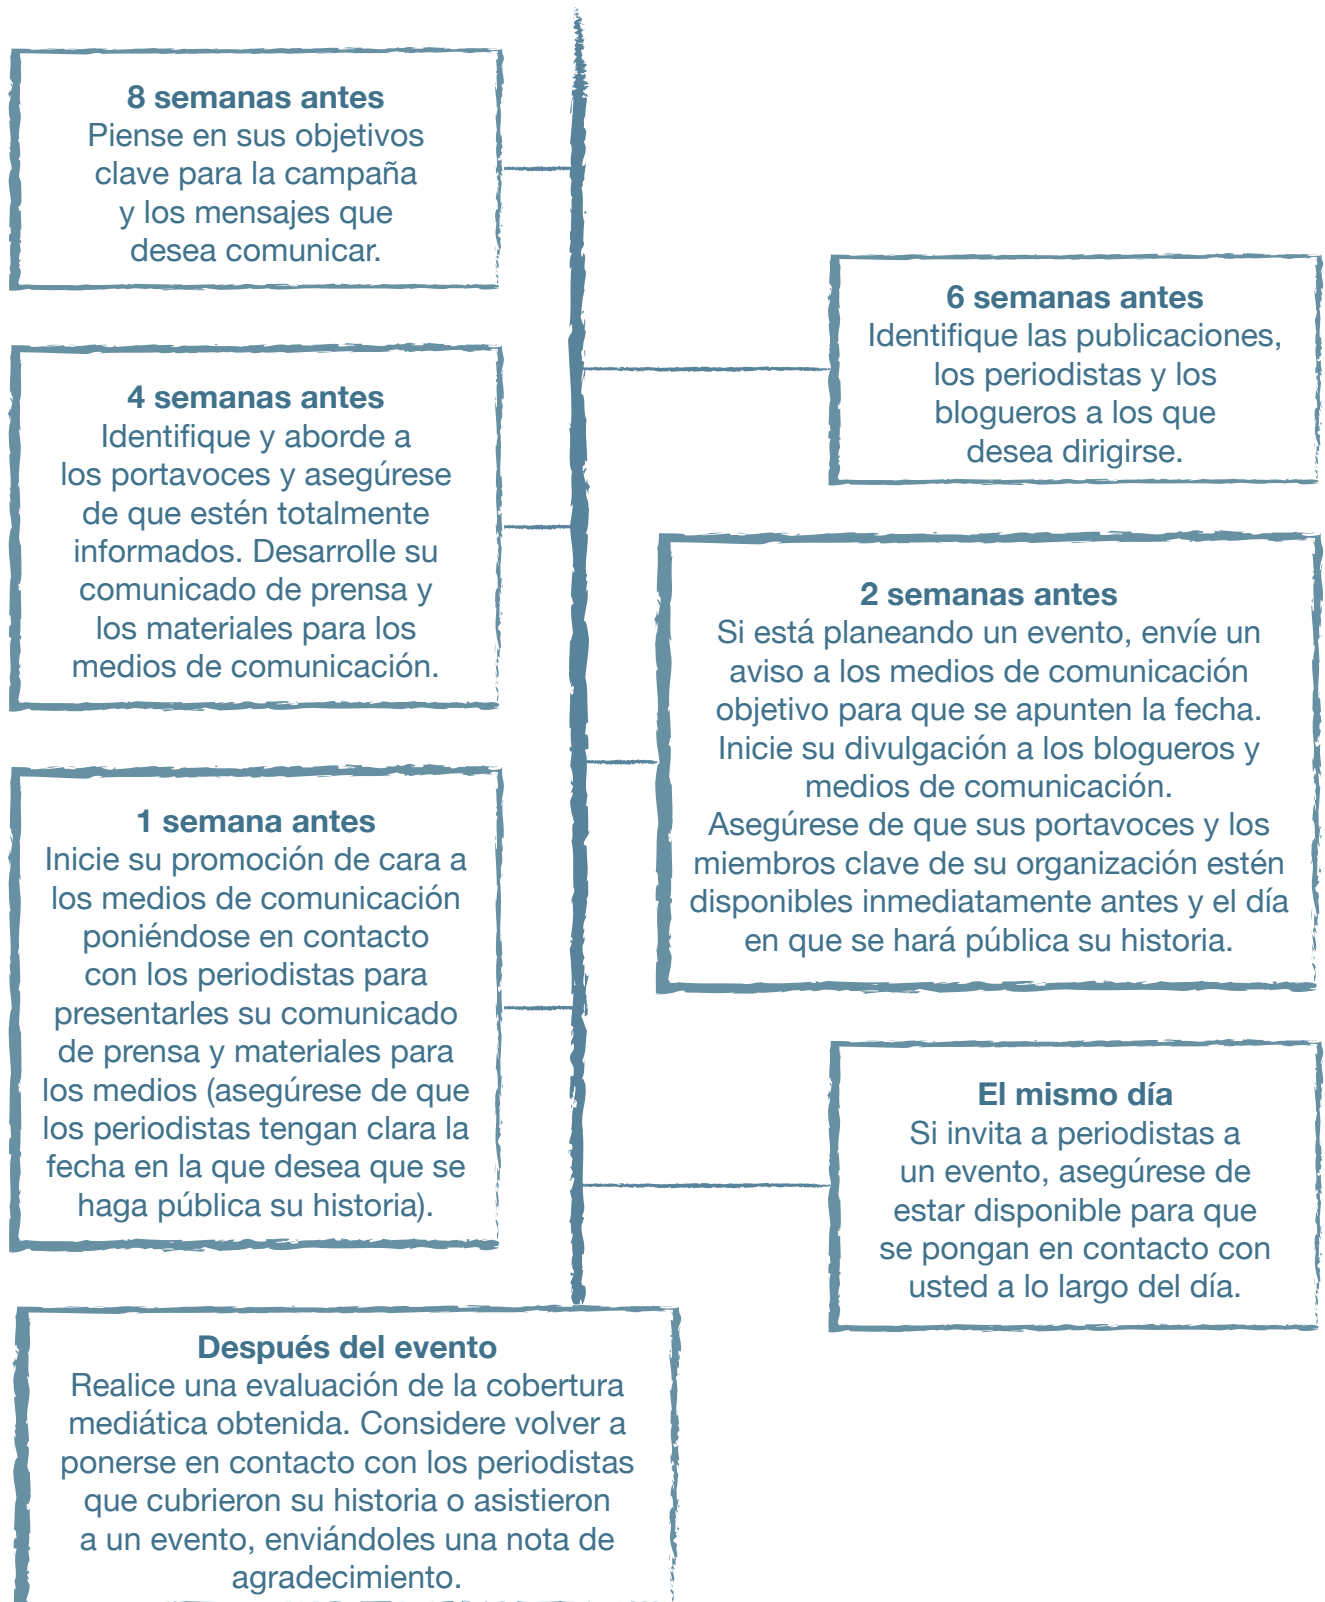 8 semanas antes
Piense en sus objetivos
clave para la campaña
y los mensajes que
desea comunicar.
6 semanas antes
Identifique las publicaciones,
los periodistas y los
blogueros a los que
desea dirigirse.
4 semanas antes
Identifique y aborde a
los portavoces y asegúrese
de que estén totalmente
informados. Desarrolle su
comunicado de prensa y
los materiales para los
medios de comunicación.
2 semanas antes
Si está planeando un evento, envíe un
aviso a los medios de comunicación
objetivo para que se apunten la fecha.
Inicie su divulgación a los blogueros y
medios de comunicación.
Asegúrese de que sus portavoces y los
miembros clave de su organización estén
disponibles inmediatamente antes y el día
en que se hará pública su historia.
1 semana antes
Inicie su promoción de cara a
los medios de comunicación
poniéndose en contacto
con los periodistas para
presentarles su comunicado
de prensa y materiales para
los medios (asegúrese de que
los periodistas tengan clara la
fecha en la que desea que se
haga pública su historia).
El mismo día
Si invita a periodistas a
un evento, asegúrese de
estar disponible para que
se pongan en contacto con
usted a lo largo del día.
Después del evento
Realice una evaluación de la cobertura
mediática obtenida. Considere volver a
ponerse en contacto con los periodistas
que cubrieron su historia o asistieron
a un evento, enviándoles una nota de
agradecimiento.